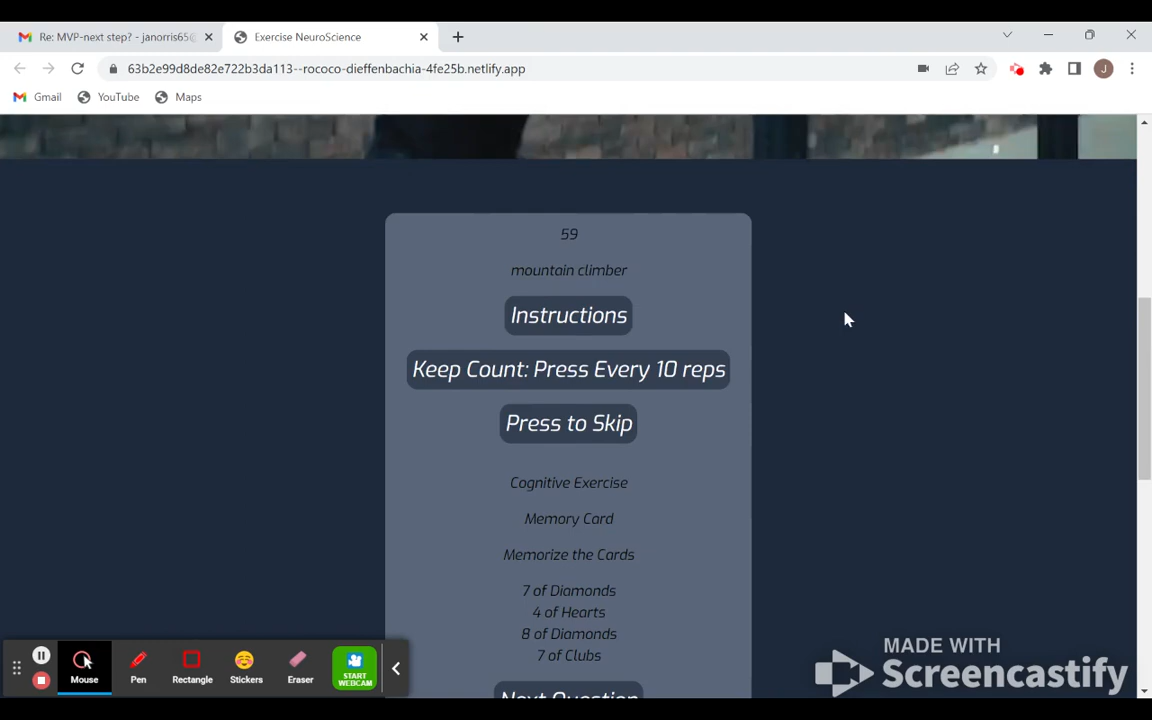 Re: MVP-next step? - janorris65@
Exercise NeuroScience
63b2e99d8de82e722b3da113--rococo-dieffenbachia-4fe25b.netlify.app
J
Gmail
YouTube
Maps
59
mountain climber
Instructions
Keep Count: Press Every 10 reps
Press to Skip
Cognitive Exercise
Memory Card
Memorize the Cards
7 of Diamonds
4 of Hearts
8 of Diamonds
7 of Clubs
Next Question
Mouse
Pen
Rectangle
Stickers
Eraser
START
WEBCAM
MADE WITH
Screencastify